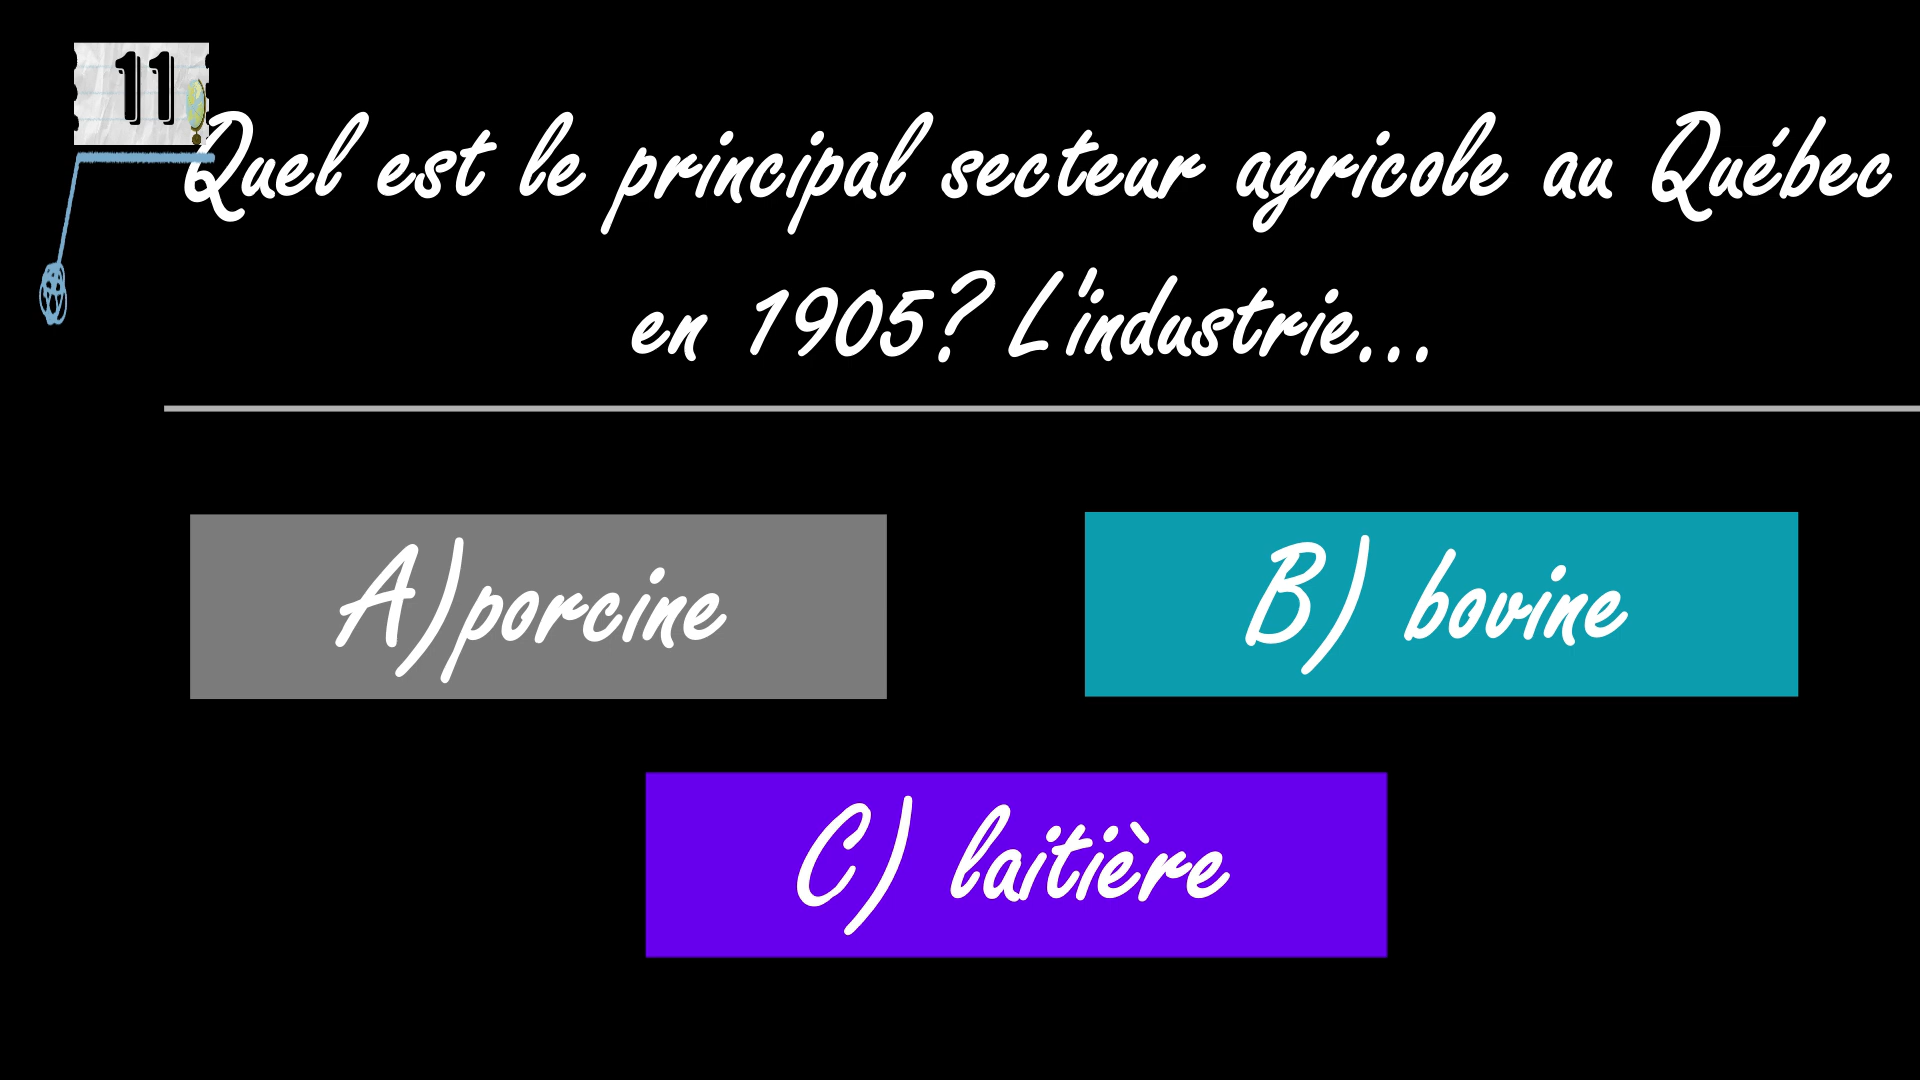 11
Quel est le principal secteur agricole au Québec
en 1905? L'industrie...
A)porcine
B) bovine
C) laitière